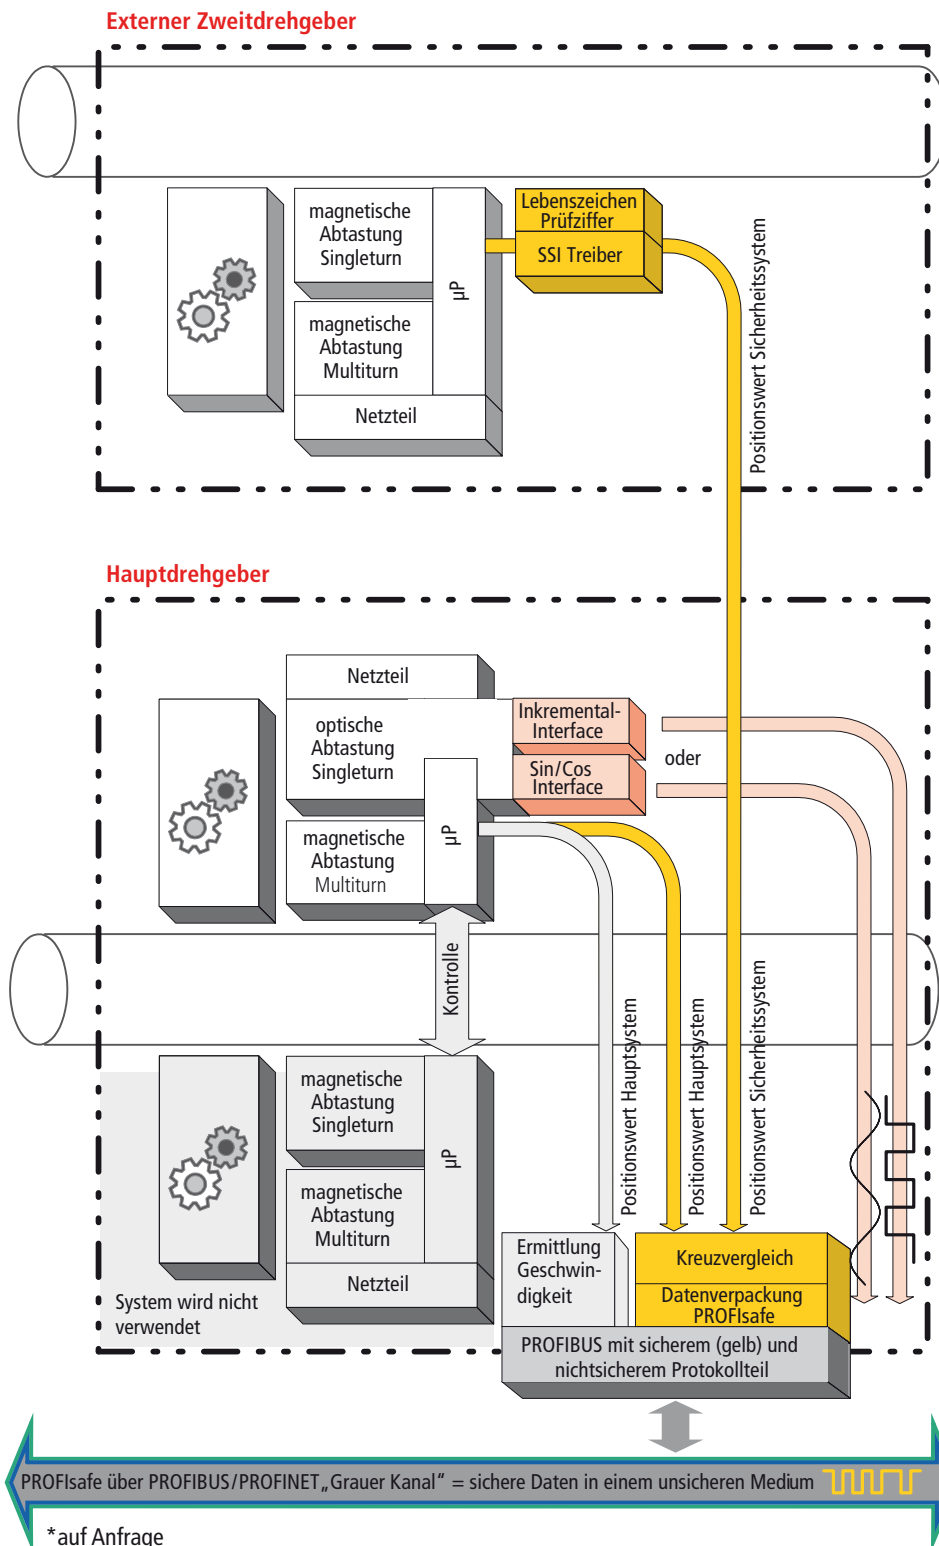 Externer Zweitdrehgeber
magnetische
Abtastung
Singleturn
magnetische
Abtastung
Multiturn
µP
Netzteil
Lebenszeichen
Prüfziffer
SSI Treiber
Positionswert Sicherheitssystem
Hauptdrehgeber
Netzteil
optische
Abtastung
Singleturn
magnetische
Abtastung
Multiturn
µP
Inkremental-
Interface
oder
Sin/Cos
Interface
Kontrolle
magnetische
Abtastung
Singleturn
magnetische
Abtastung
Multiturn
µP
Netzteil
System wird nicht
verwendet
Positionswert Hauptsystem
Positionswert Hauptsystem
Positionswert Sicherheitssystem
Ermittlung
Geschwin-
digkeit
Kreuzvergleich
Datenverpackung
PROFIsafe
PROFIBUS mit sicherem (gelb) und
nichtsicherem Protokollteil
PROFIsafe über PROFIBUS/PROFINET „Grauer Kanal“ = sichere Daten in einem unsicheren Medium
*auf Anfrage